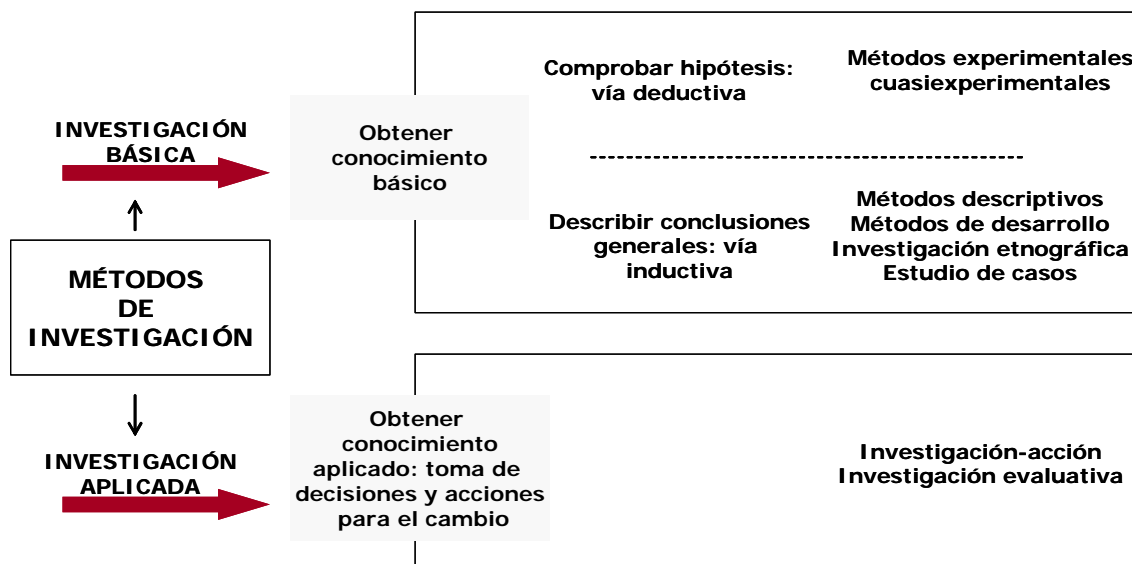 Comprobar hipótesis:
vía deductiva
Métodos experimentales
cuasiexperimentales
INVESTIGACIÓN
BÁSICA
Obtener
conocimiento
básico
Describir conclusiones
generales: vía
inductiva
Métodos descriptivos
Métodos de desarrollo
Investigación etnográfica
Estudio de casos
MÉTODOS
DE
INVESTIGACIÓN
INVESTIGACIÓN
APLICADA
Obtener
conocimiento
aplicado: toma de
decisiones y acciones
para el cambio
Investigación-acción
Investigación evaluativa